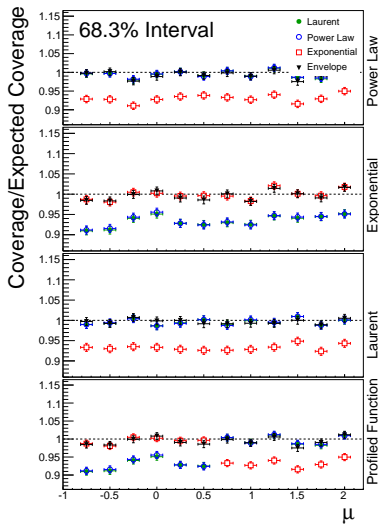 68.3% Interval
Laurent
Power Law
Exponential
Envelope
Coverage/Expected Coverage
1.15
1.1
1.05
1
0.95
0.9
Power Law
1.15
1.1
1.05
1
0.95
0.9
Exponential
1.15
1.1
1.05
1
0.95
0.9
Laurent
1.15
1.1
1.05
1
0.95
0.9
Profiled Function
-1 -0.5 0 0.5 1 1.5 2
μ